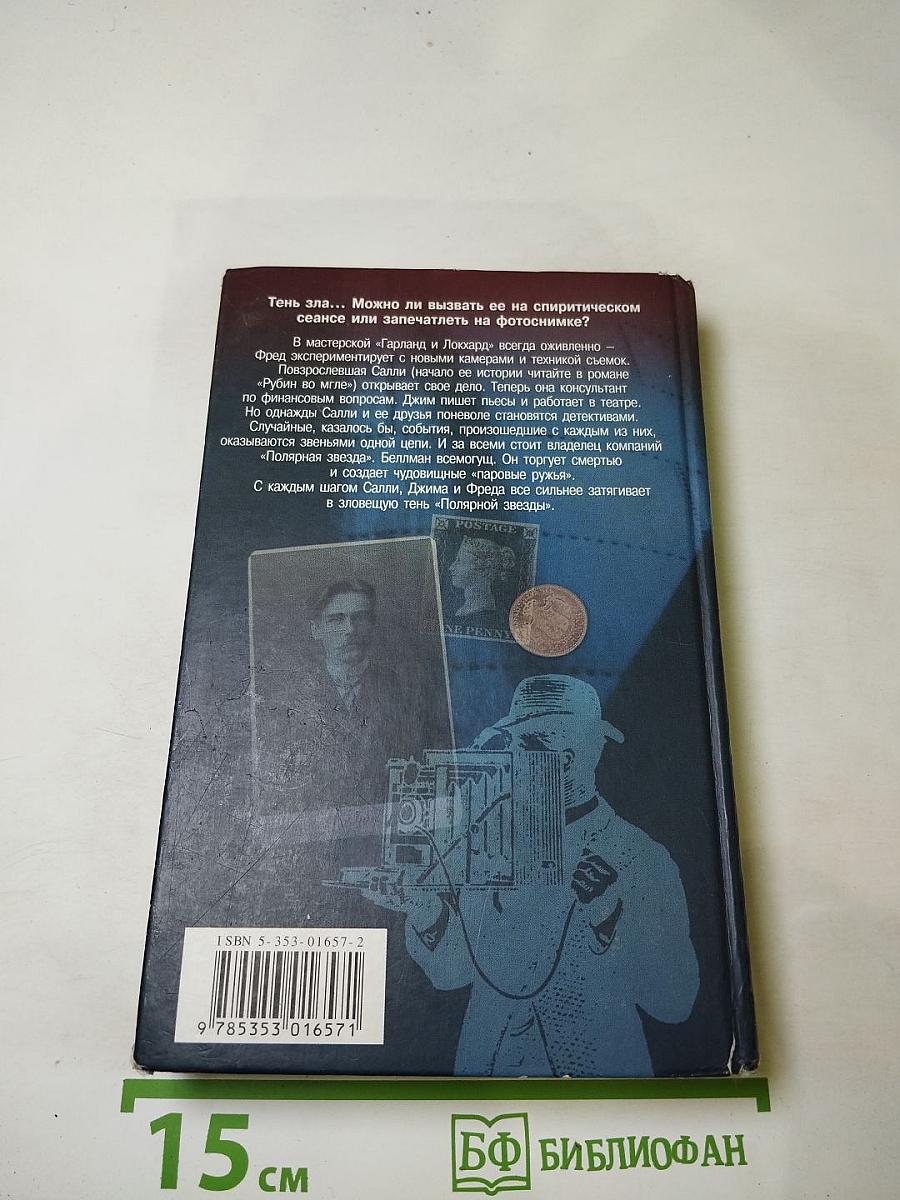 Тень зла... Можно ли вызвать ее на спиритическом
сеансе или запечатлеть на фотоснимке?
В мастерской «Гарланд и Локхард» всегда оживленно –
Фред экспериментирует с новыми камерами и техникой съемок.
Повзрослевшая Салли (начало ее истории читайте в романе
«Рубин во мгле») открывает свое дело. Теперь она консультант
по финансовым вопросам. Джим пишет пьесы и работает в театре.
Но однажды Салли и ее друзья поневоле становятся детективами.
Случайные, казалось бы, события, произошедшие с каждым из них,
оказываются звеньями одной цепи. И за всеми стоит владелец компаний
«Полярная звезда». Беллман всемогущ. Он торгует смертью
и создает чудовищные «паровые ружья».
С каждым шагом Салли, Джима и Фреда все сильнее затягивает
в зловещую тень «Полярной звезды».
POSTAGE
NE PENNY
ISBN 5-353-01657-2
9 785353 016571
15 см
БФ БИБЛИОФАН